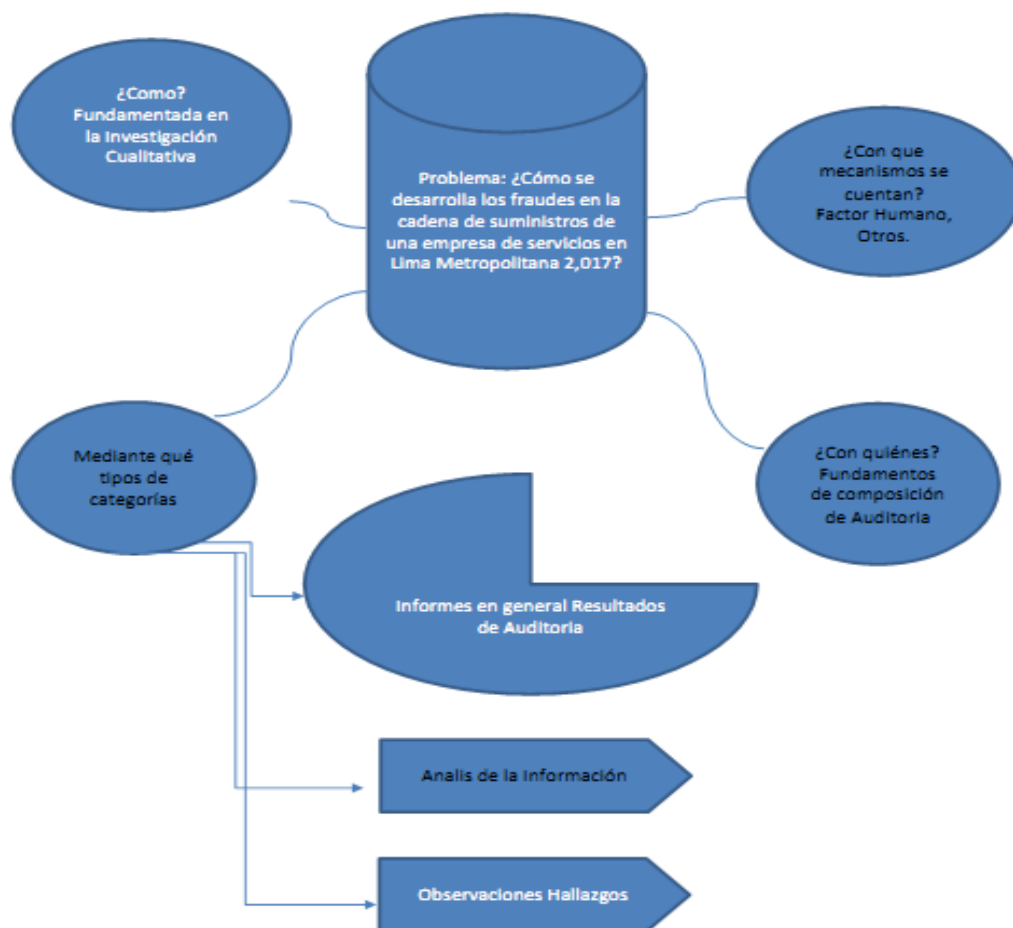 ¿Como?
Fundamentada en
la Investigación
Cualitativa
Problema: ¿Cómo se
desarrolla los fraudes en la
cadena de suministros de
una empresa de servicios en
Lima Metropolitana 2,017?
¿Con que
mecanismos se
cuentan?
Factor Humano,
Otros.
Mediante qué
tipos de
categorías
¿Con quiénes?
Fundamentos
de composición
de Auditoria
Informes en general Resultados
de Auditoria
Analis de la Información
Observaciones Hallazgos